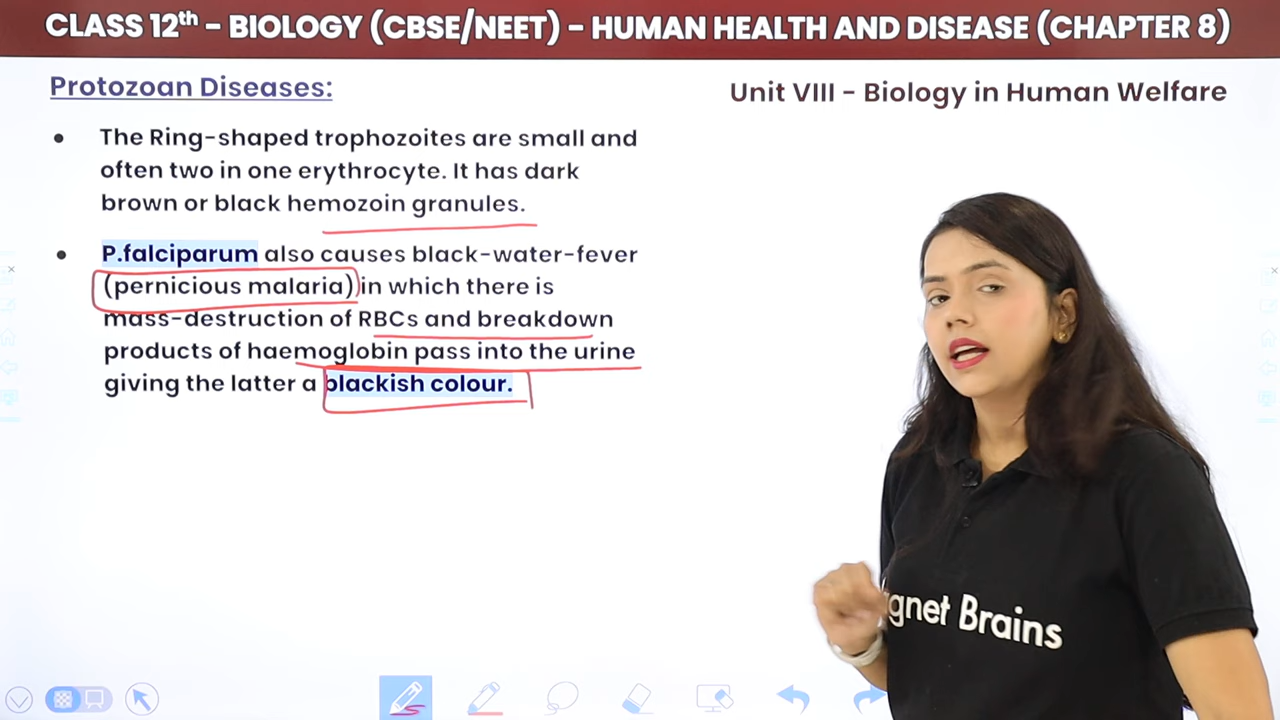 CLASS 12th - BIOLOGY (CBSE/NEET) - HUMAN HEALTH AND DISEASE (CHAPTER 8)
Protozoan Diseases:
Unit VIII - Biology in Human Welfare
• The Ring-shaped trophozoites are small and
often two in one erythrocyte. It has dark
brown or black hemozoin granules.
• P.falciparum also causes black-water-fever
(pernicious malaria) in which there is
mass-destruction of RBCs and breakdown
products of haemoglobin pass into the urine
giving the latter a blackish colour.
gnet Brains